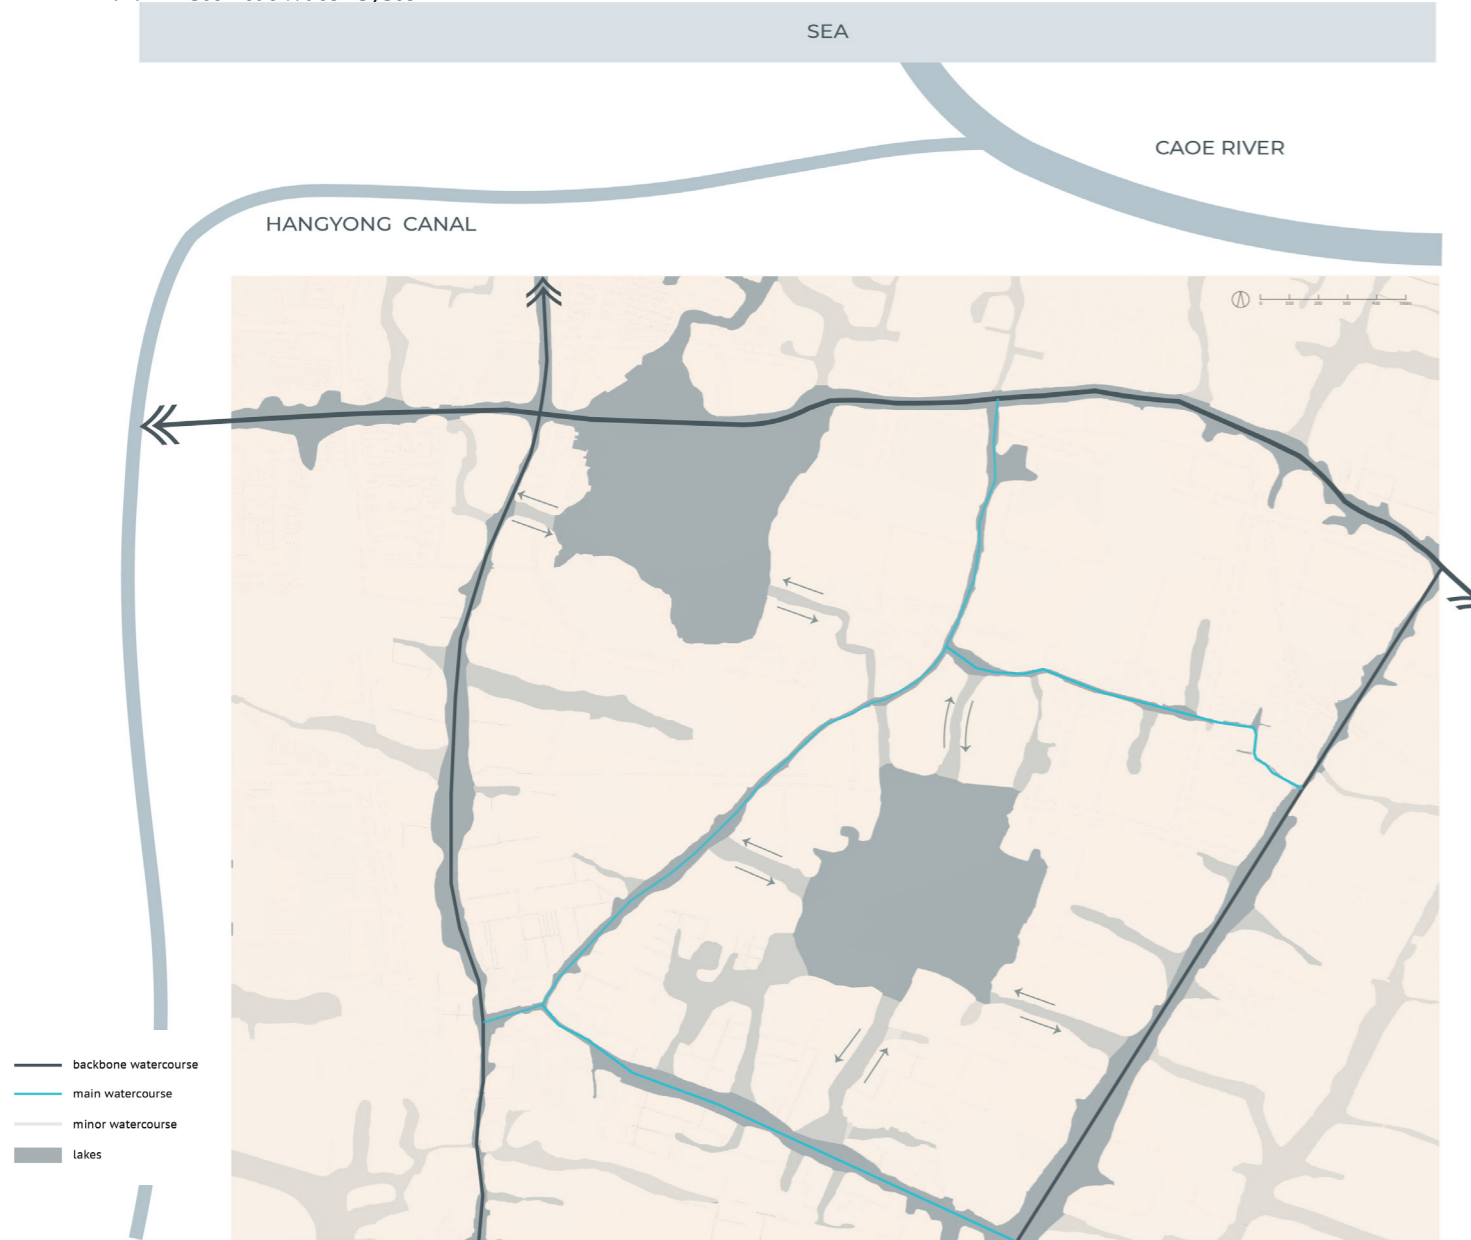 SEA
CAOE RIVER
HANGYONG CANAL
backbone watercourse
main watercourse
minor watercourse
lakes